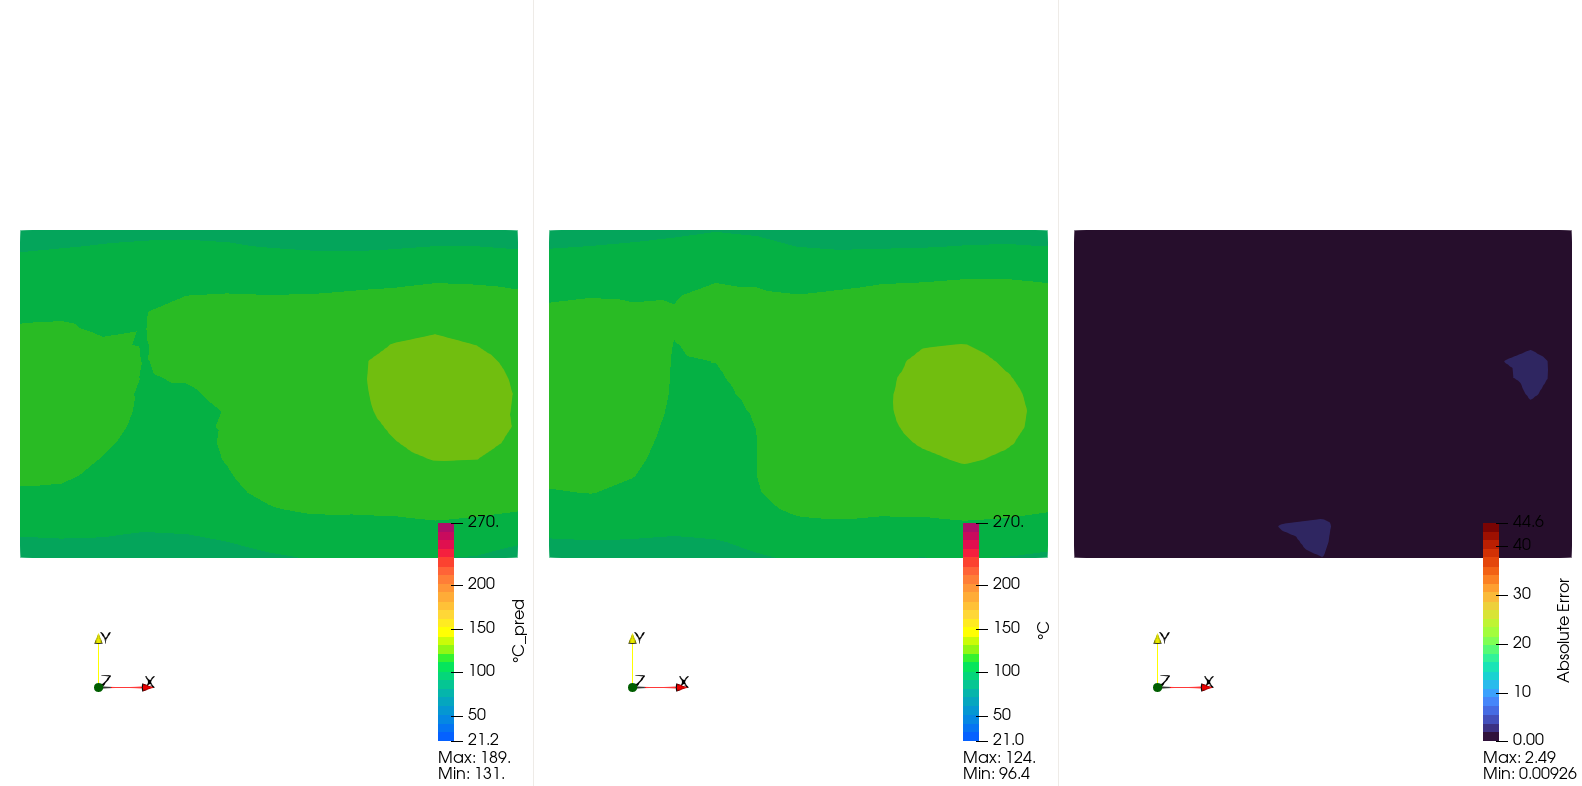 270.
200
150
100
50
21.2
°C_pred
Max: 189.
Min: 131.
Y
Z
X
270.
200
150
100
50
21.0
°C
Max: 124.
Min: 96.4
Y
Z
X
44.6
40
30
20
10
0.00
Absolute Error
Max: 2.49
Min: 0.00926
Y
Z
X